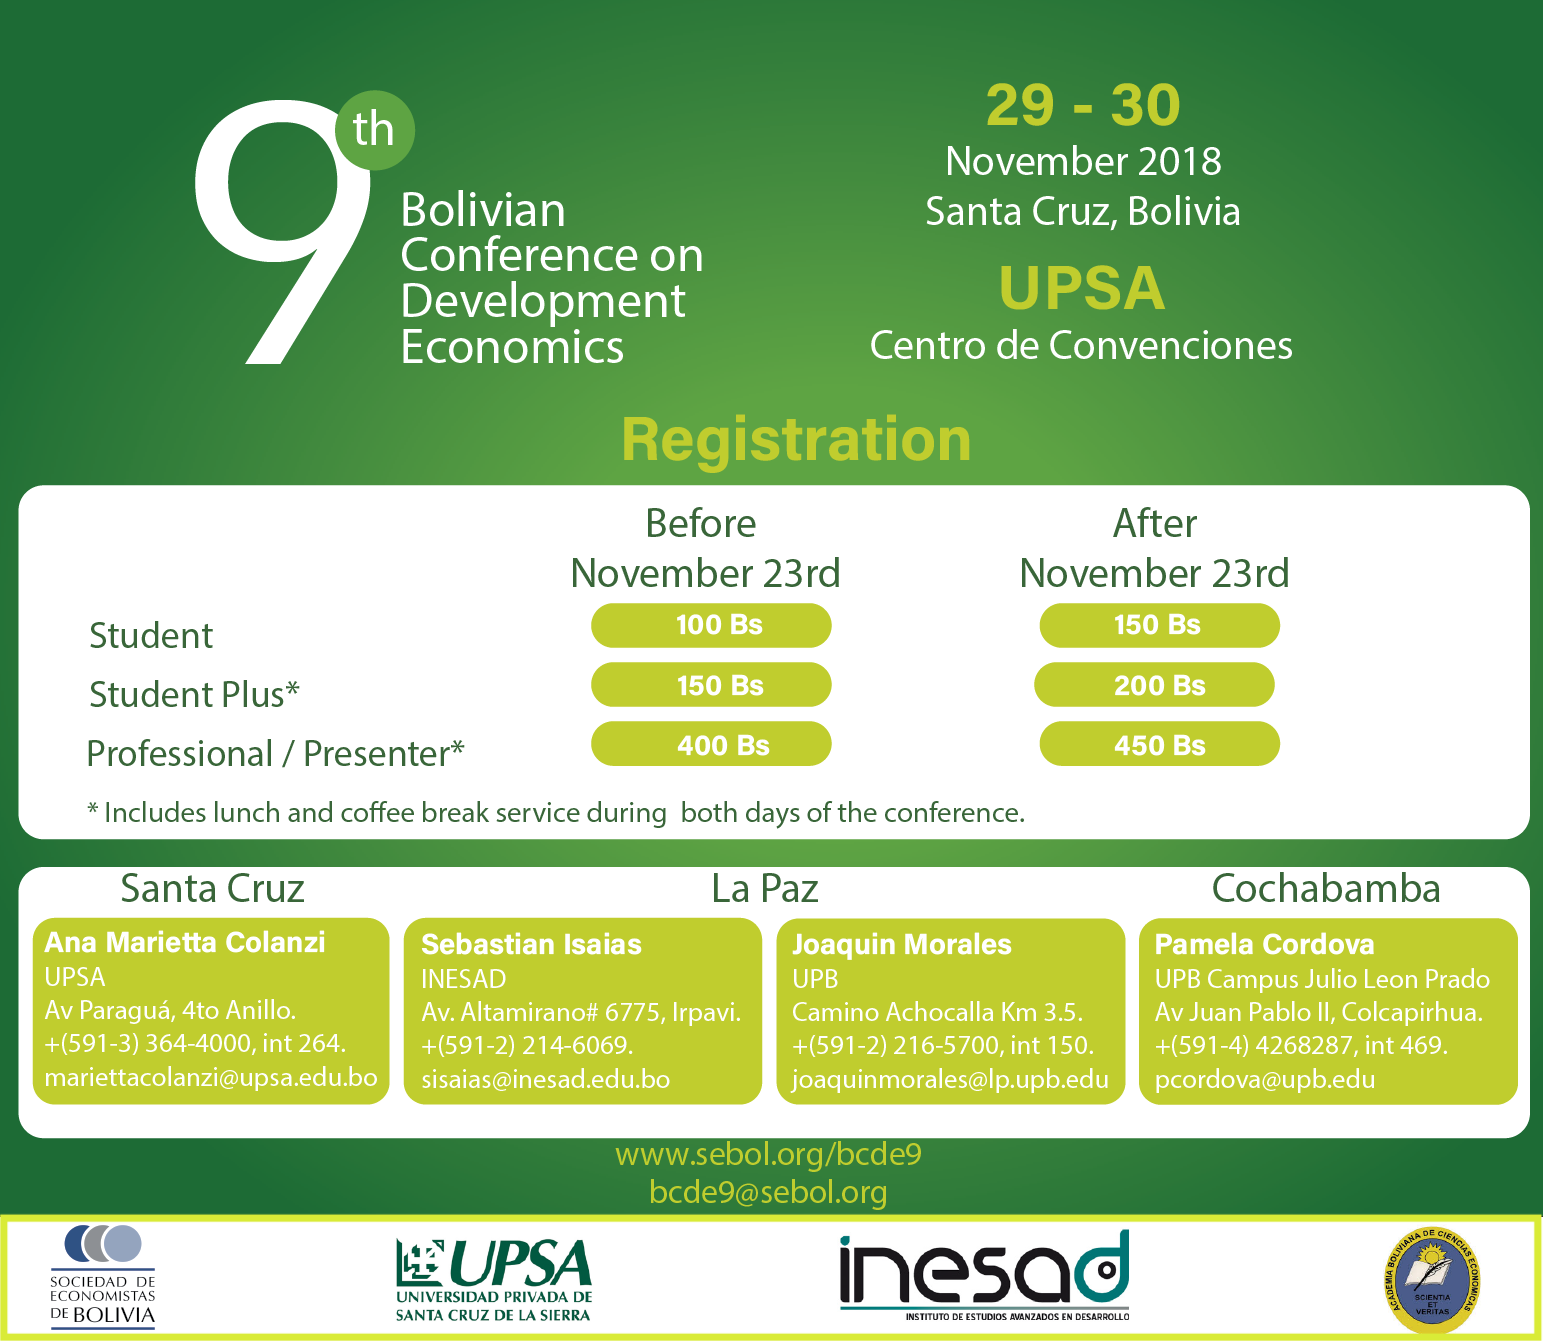 9th
Bolivian
Conference on
Development
Economics
29 - 30
November 2018
Santa Cruz, Bolivia
UPSA
Centro de Convenciones
Registration
Before
November 23rd
After
November 23rd
Student 100 Bs 150 Bs
Student Plus* 150 Bs 200 Bs
Professional / Presenter* 400 Bs 450 Bs
* Includes lunch and coffee break service during both days of the conference.
Santa Cruz
Ana Marietta Colanzi
UPSA
Av Paraguá, 4to Anillo.
+(591-3) 364-4000, int 264.
mariettacolanzi@upsa.edu.bo
La Paz
Sebastian Isaias
INESAD
Av. Altamirano# 6775, Irpavi.
+(591-2) 214-6069.
sisaias@inesad.edu.bo
Joaquin Morales
UPB
Camino Achocalla Km 3.5.
+(591-2) 216-5700, int 150.
joaquinmorales@lp.upb.edu
Cochabamba
Pamela Cordova
UPB Campus Julio Leon Prado
Av Juan Pablo II, Colcapirhua.
+(591-4) 4268287, int 469.
pcordova@upb.edu
www.sebol.org/bcde9
bcde9@sebol.org
SOCIEDAD DE
ECONOMISTAS
DE BOLIVIA
UPSA
UNIVERSIDAD PRIVADA DE
SANTA CRUZ DE LA SIERRA
inesad
INSTITUTO DE ESTUDIOS AVANZADOS EN DESARROLLO
ACADEMIA BOLIVIANA DE CIENCIAS ECONOMICAS
SCIENTIA
ET
VERITAS